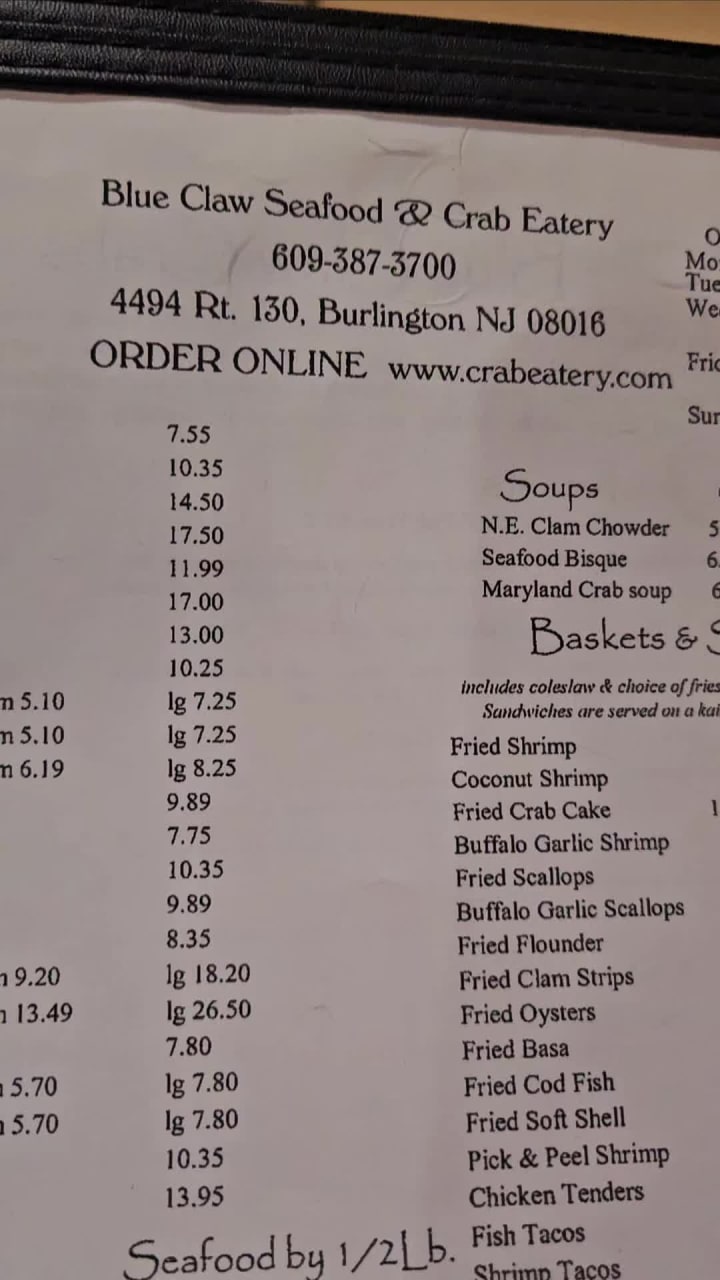 Blue Claw Seafood & Crab Eatery
609-387-3700
4494 Rt. 130, Burlington NJ 08016
ORDER ONLINE www.crabeatery.com
7.55
10.35
14.50
17.50
11.99
17.00
13.00
10.25
5.10 lg 7.25
5.10 lg 7.25
6.19 lg 8.25
9.89
7.75
10.35
9.89
8.35
9.20 lg 18.20
13.49 lg 26.50
7.80
5.70 lg 7.80
5.70 lg 7.80
10.35
13.95
Seafood by 1/2Lb.
Soups
N.E. Clam Chowder
Seafood Bisque
Maryland Crab soup
Baskets &
includes coleslaw & choice of fries
Sandwiches are served on a
Fried Shrimp
Coconut Shrimp
Fried Crab Cake
Buffalo Garlic Shrimp
Fried Scallops
Buffalo Garlic Scallops
Fried Flounder
Fried Clam Strips
Fried Oysters
Fried Basa
Fried Cod Fish
Fried Soft Shell
Pick & Peel Shrimp
Chicken Tenders
Fish Tacos
Shrimp Tacos